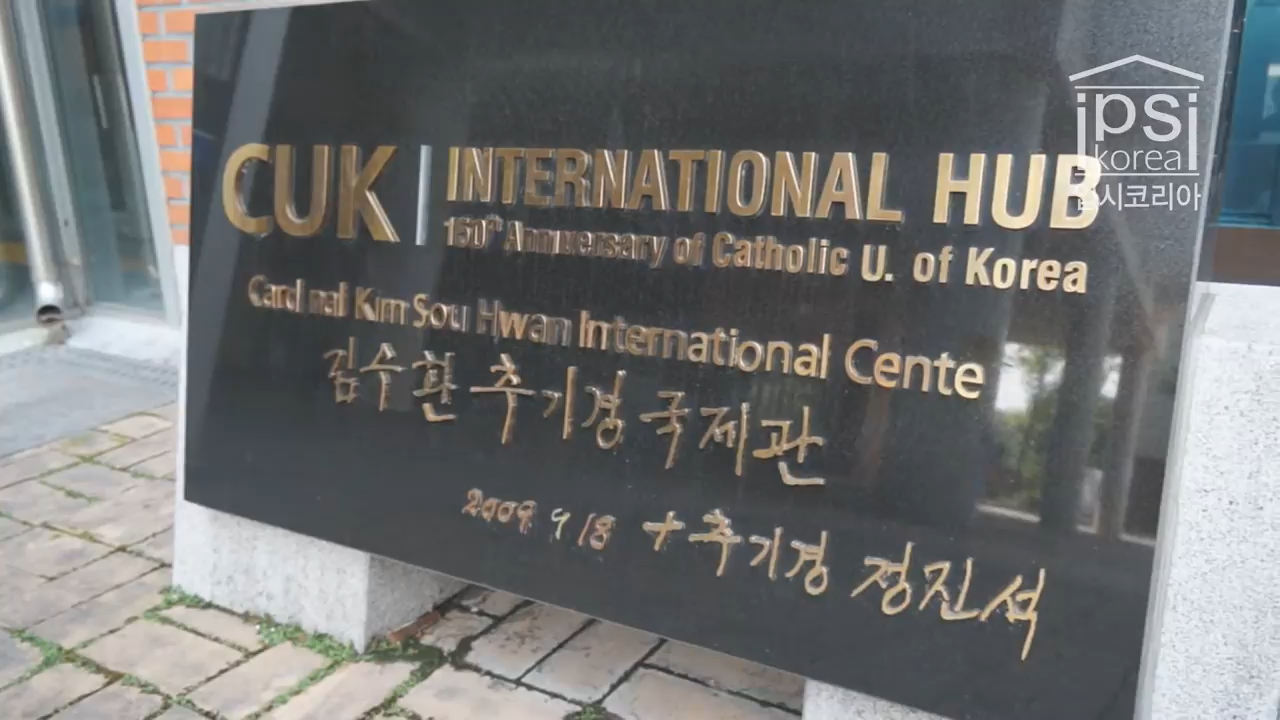 CUK | INTERNATIONAL HUB
150th Anniversary of Catholic U. of Korea
Cardinal Kim Sou Hwan International Cente
김수환 추기경 국제관
2009 9 18 + 추기경 정진석
ipsi
korea
입시코리아